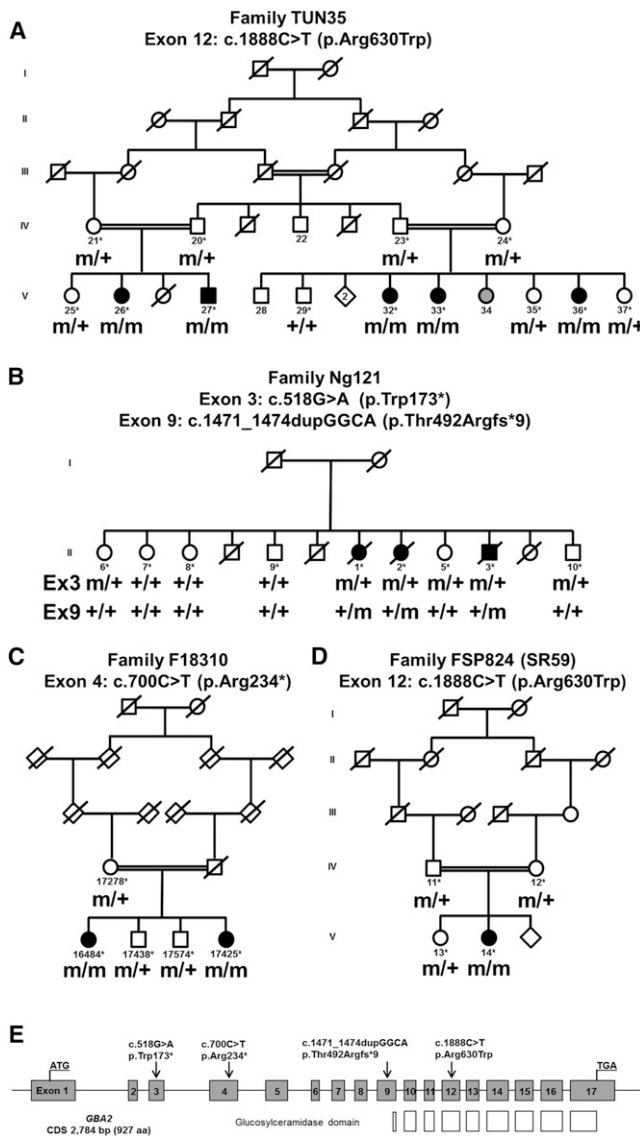 A
Family TUN35
Exon 12: c.1888C>T (p.Arg630Trp)
I
II
III
IV
21* 20* 22 23* 24*
m/+ m/+ m/+ m/+
V
25* 26* 27* 28 29* 2 32* 33* 34 35* 36* 37*
m/+ m/m m/m +/+ m/m m/m m/+ m/m m/+
B
Family Ng121
Exon 3: c.518G>A (p.Trp173*)
Exon 9: c.1471_1474dupGGCA (p.Thr492Argfs*9)
I
II
6* 7* 8* 9* 1* 2* 5* 3* 10*
Ex3 m/+ +/+ +/+ +/+ m/+ m/+ m/+ m/+ m/+
Ex9 +/+ +/+ +/+ +/+ +/m +/m +/+ +/m +/+
C
Family F18310
Exon 4: c.700C>T (p.Arg234*)
17278*
m/+
16484* 17438* 17574* 17425*
m/m m/+ m/+ m/m
D
Family FSP824 (SR59)
Exon 12: c.1888C>T (p.Arg630Trp)
I
II
III
IV
11* 12*
m/+ m/+
V
13* 14*
m/+ m/m
E
c.518G>A c.700C>T c.1471_1474dupGGCA c.1888C>T
p.Trp173* p.Arg234* p.Thr492Argfs*9 p.Arg630Trp
ATG TGA
Exon 1 2 3 4 5 6 7 8 9 10 11 12 13 14 15 16 17
GBA2
CDS 2,784 bp (927 aa)
Glucosylceramidase domain